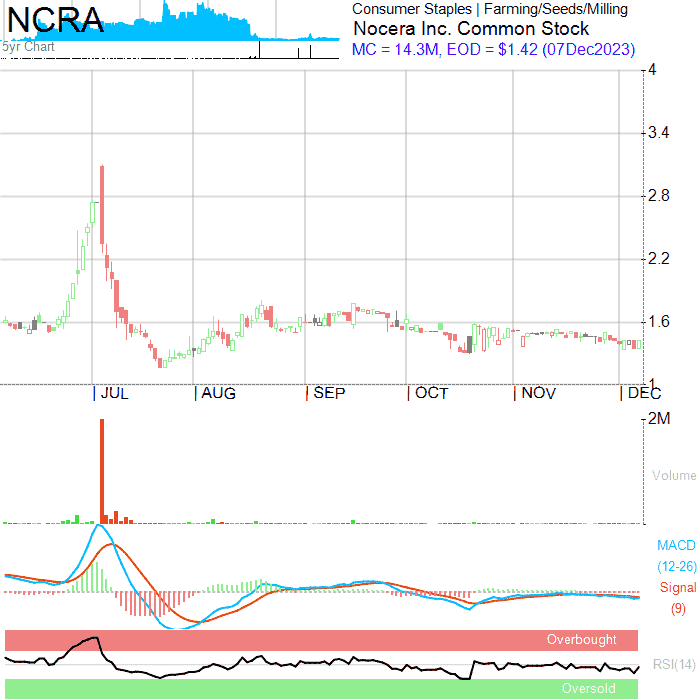 NCRA
5yr Chart
Consumer Staples | Farming/Seeds/Milling
Nocera Inc. Common Stock
MC = 14.3M, EOD = $1.42 (07Dec2023)
4
3.4
2.8
2.2
1.6
1
JUL
AUG
SEP
OCT
NOV
DEC
2M
Volume
MACD
(12-26)
Signal
(9)
Overbought
RSI(14)
Oversold